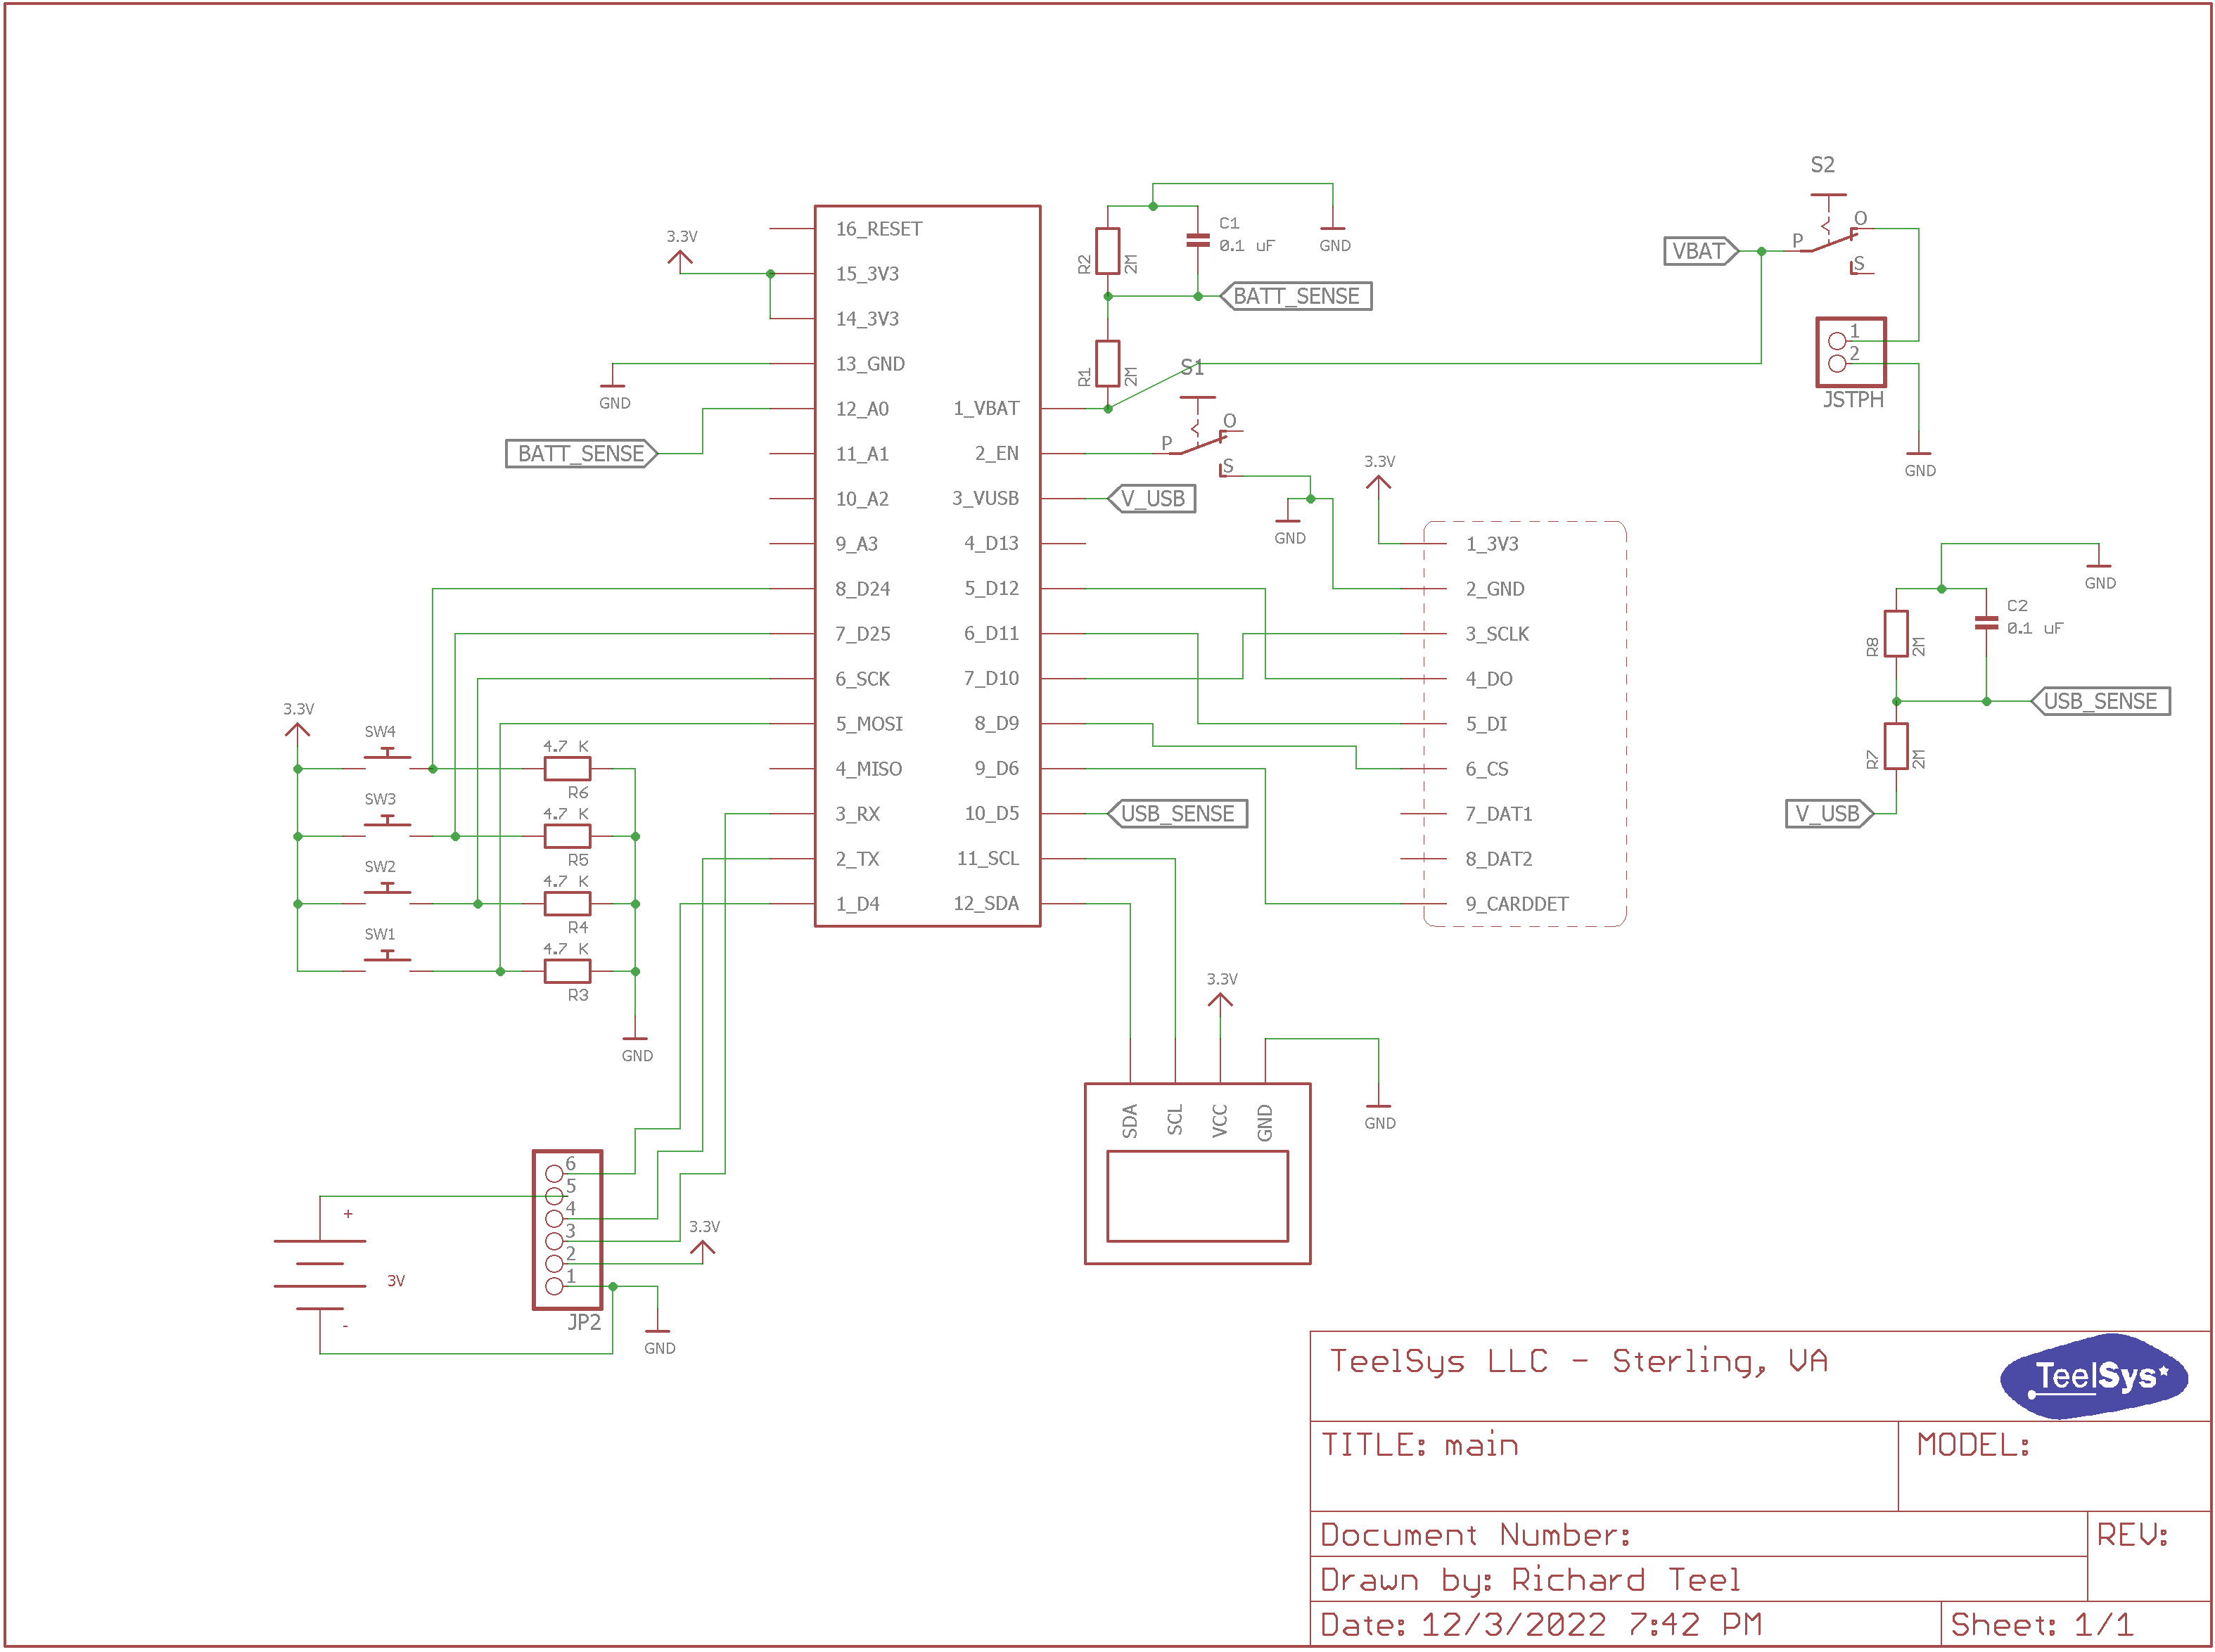 S2
O
P
S
VBAT
1
2
JSTPH
GND
C1
0.1 uF
GND
R2
2M
BATT_SENSE
R1
2M
S1
O
P
S
V_USB
GND
3.3V
3.3V
GND
BATT_SENSE
16_RESET
15_3V3
14_3V3
13_GND
12_A0
11_A1
10_A2
9_A3
8_D24
7_D25
6_SCK
5_MOSI
4_MISO
3_RX
2_TX
1_D4
1_VBAT
2_EN
3_VUSB
4_D13
5_D12
6_D11
7_D10
8_D9
9_D6
10_D5
11_SCL
12_SDA
USB_SENSE
1_3V3
2_GND
3_SCLK
4_DO
5_DI
6_CS
7_DAT1
8_DAT2
9_CARDDET
GND
C2
0.1 uF
R8
2M
USB_SENSE
R7
2M
V_USB
3.3V
SW4
4.7 K
R6
SW3
4.7 K
R5
SW2
4.7 K
R4
SW1
4.7 K
R3
GND
3.3V
SDA
SCL
VCC
GND
GND
6
5
4
3
2
1
JP2
3.3V
GND
+
3V
-
TeelSys LLC - Sterling, VA
TeelSys
TITLE: main
MODEL:
Document Number:
REV:
Drawn by: Richard Teel
Date: 12/3/2022 7:42 PM
Sheet: 1/1